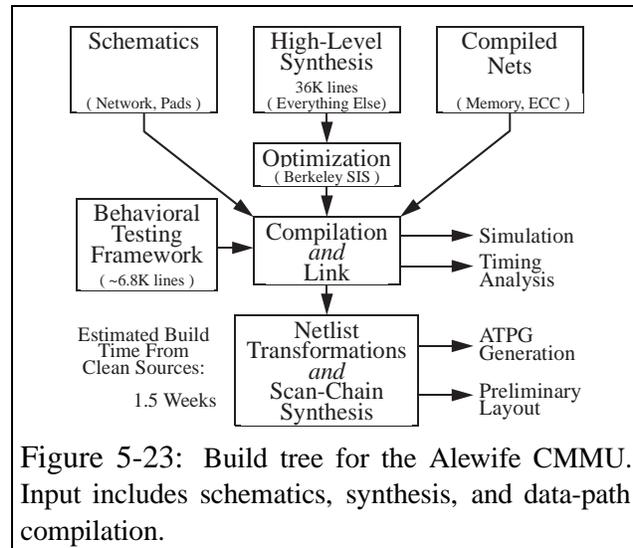 Schematics
( Network, Pads )
High-Level
Synthesis
36K lines
(Everything Else)
Compiled
Nets
( Memory, ECC )
Optimization
( Berkeley SIS )
Behavioral
Testing
Framework
( ~6.8K lines )
Compilation
and
Link
Simulation
Timing
Analysis
Estimated Build
Time From
Clean Sources:
1.5 Weeks
Netlist
Transformations
and
Scan-Chain
Synthesis
ATPG
Generation
Preliminary
Layout
Figure 5-23: Build tree for the Alewife CMMU.
Input includes schematics, synthesis, and data-path
compilation.